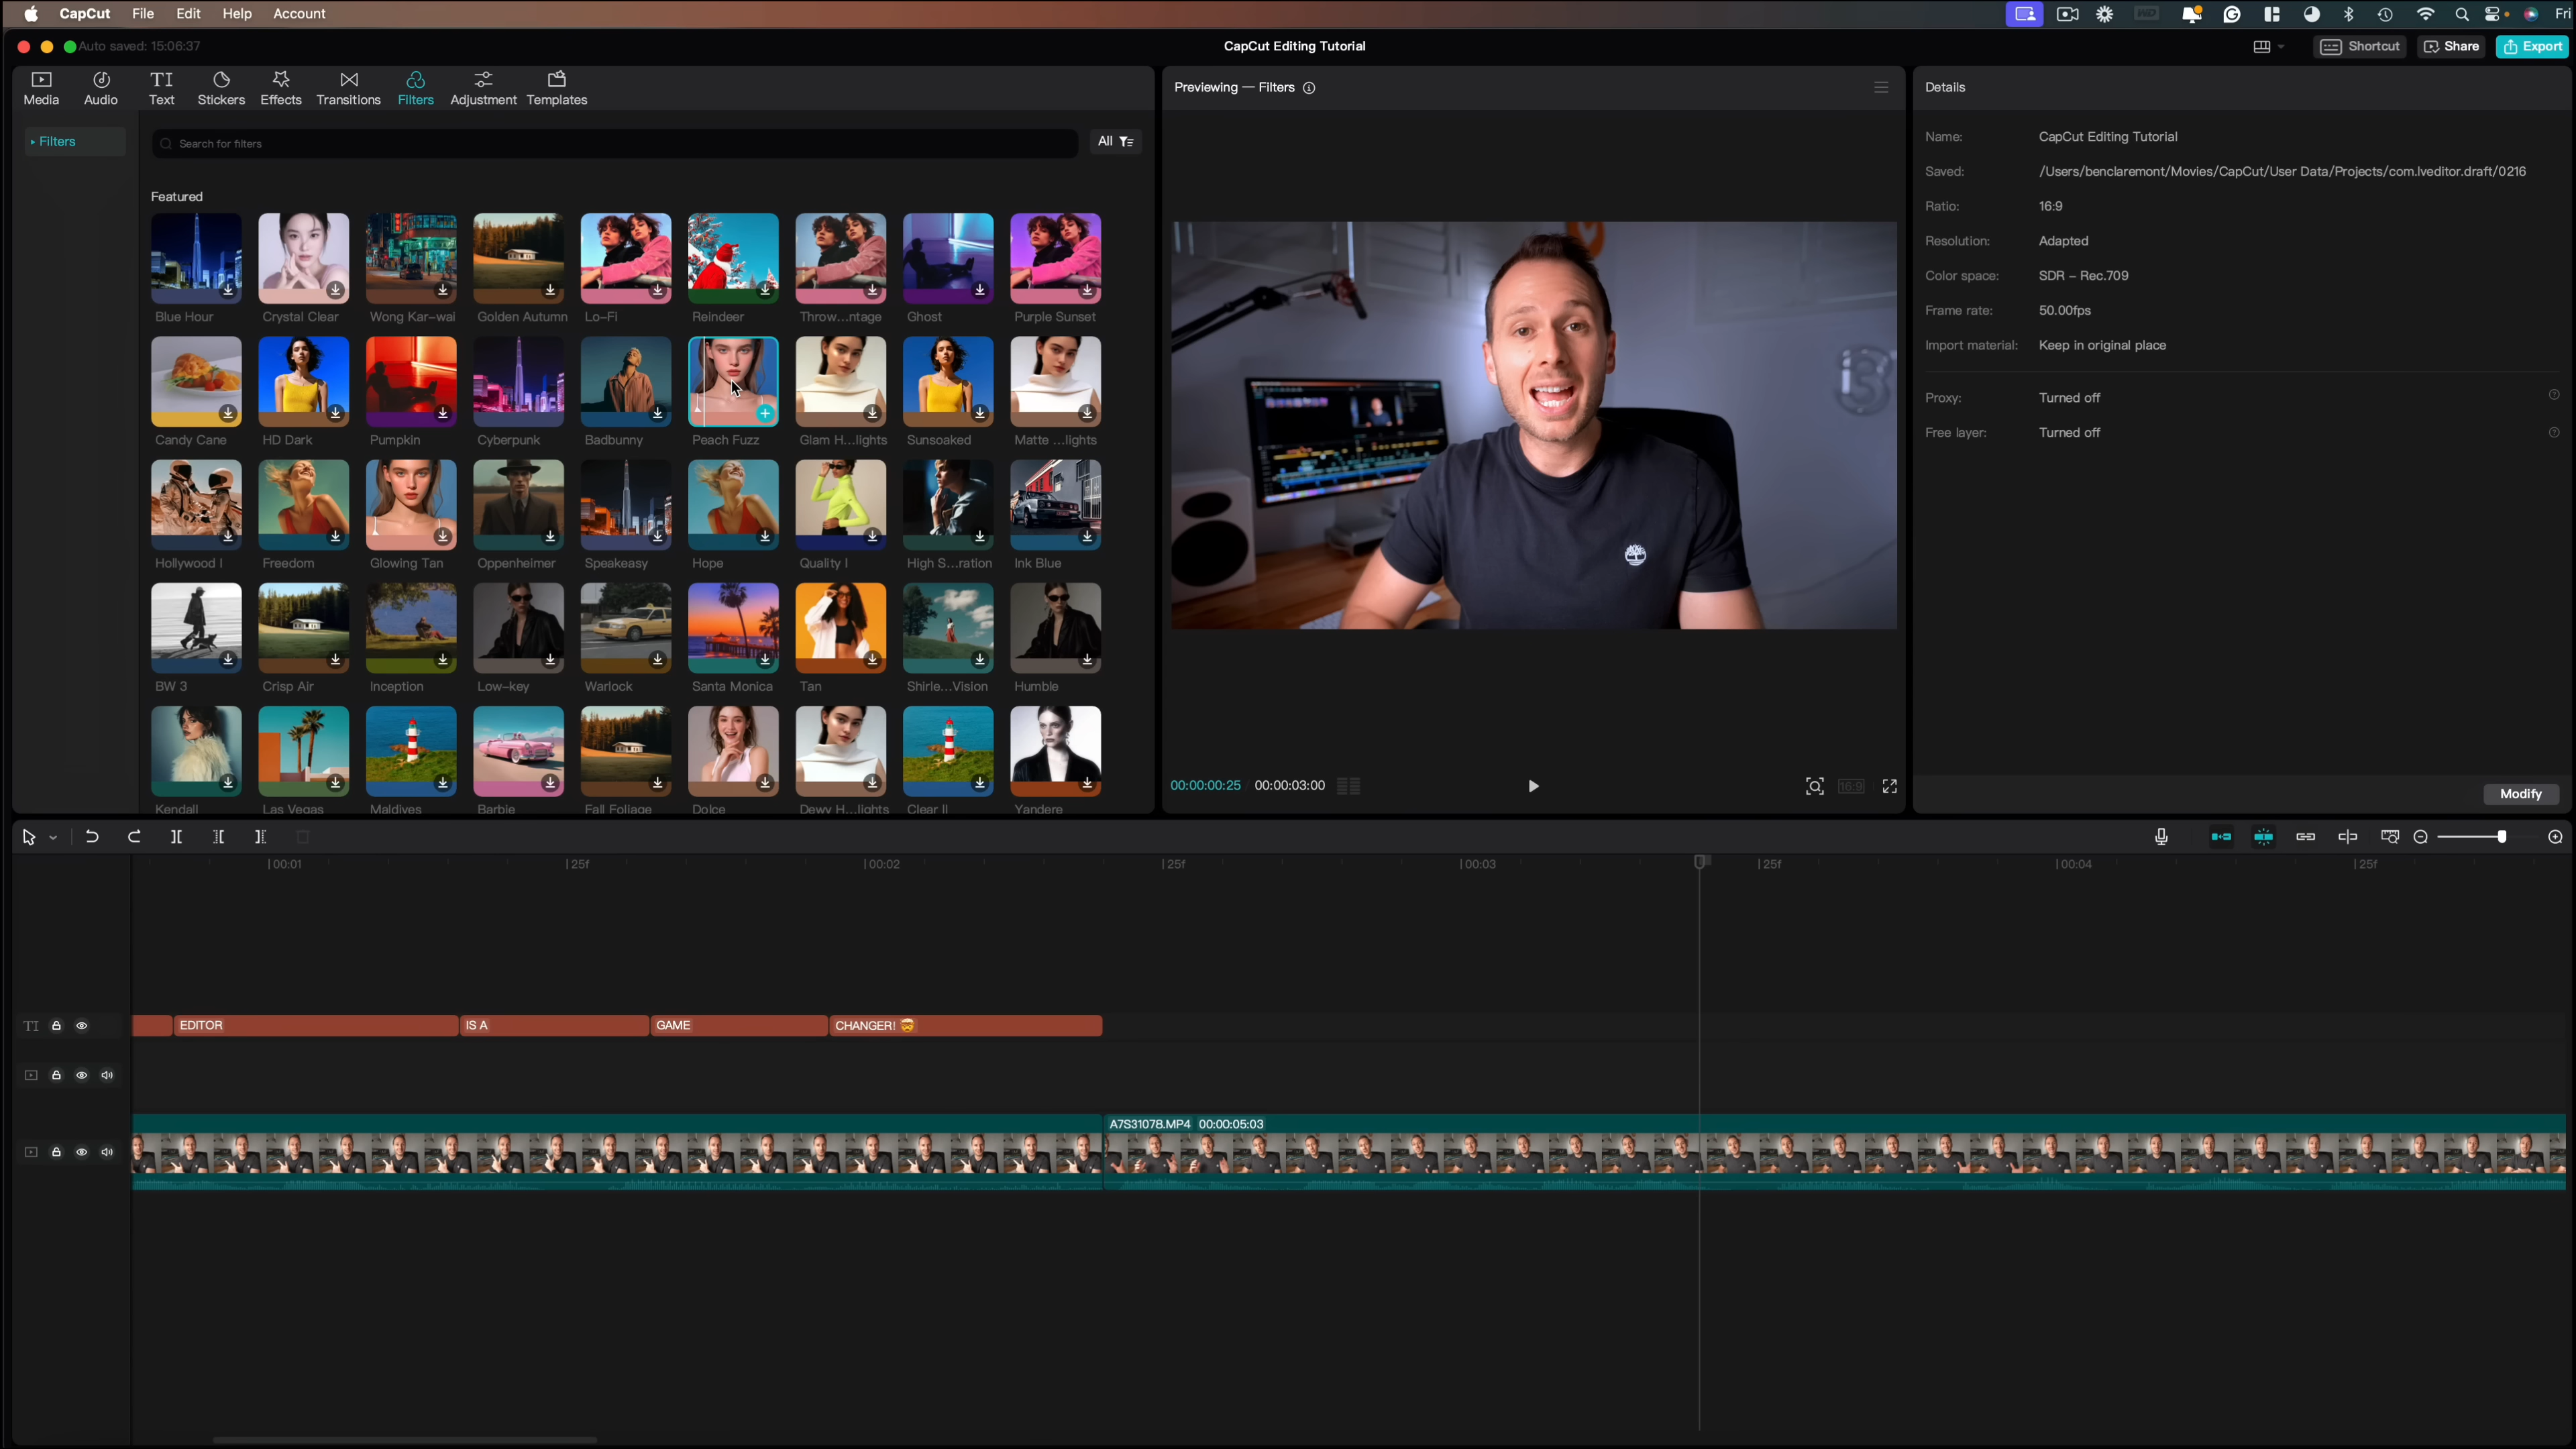 CapCut File Edit Help Account Fri
Auto saved: 15:06:37 CapCut Editing Tutorial Shortcut Share Export
Media Audio Text Stickers Effects Transitions Filters Adjustment Templates
Previewing — Filters
Details
Filters
Search for filters
All
Featured
Blue Hour Crystal Clear Wong Kar-wai Golden Autumn Lo-Fi Reindeer Throw...ntage Ghost Purple Sunset
Candy Cane HD Dark Pumpkin Cyberpunk Badbunny Peach Fuzz Glam H...lights Sunsoaked Matte ...lights
Hollywood I Freedom Glowing Tan Oppenheimer Speakeasy Hope Quality I High S...ration Ink Blue
BW 3 Crisp Air Inception Low-key Warlock Santa Monica Tan Shirle...Vision Humble
Kendall Las Vegas Maldives Barbie Fall Foliage Dolce Dewy H...lights Clear II Yandere
00:00:00:25 00:00:03:00 16:9
Name: CapCut Editing Tutorial
Saved: /Users/benclaremont/Movies/CapCut/User Data/Projects/com.lveditor.draft/0216
Ratio: 16:9
Resolution: Adapted
Color space: SDR – Rec.709
Frame rate: 50.00fps
Import material: Keep in original place
Proxy: Turned off
Free layer: Turned off
Modify
00:01 25f 00:02 25f 00:03 25f 00:04 25f
TI EDITOR IS A GAME CHANGER! 🤯
A7S31078.MP4 00:00:05:03